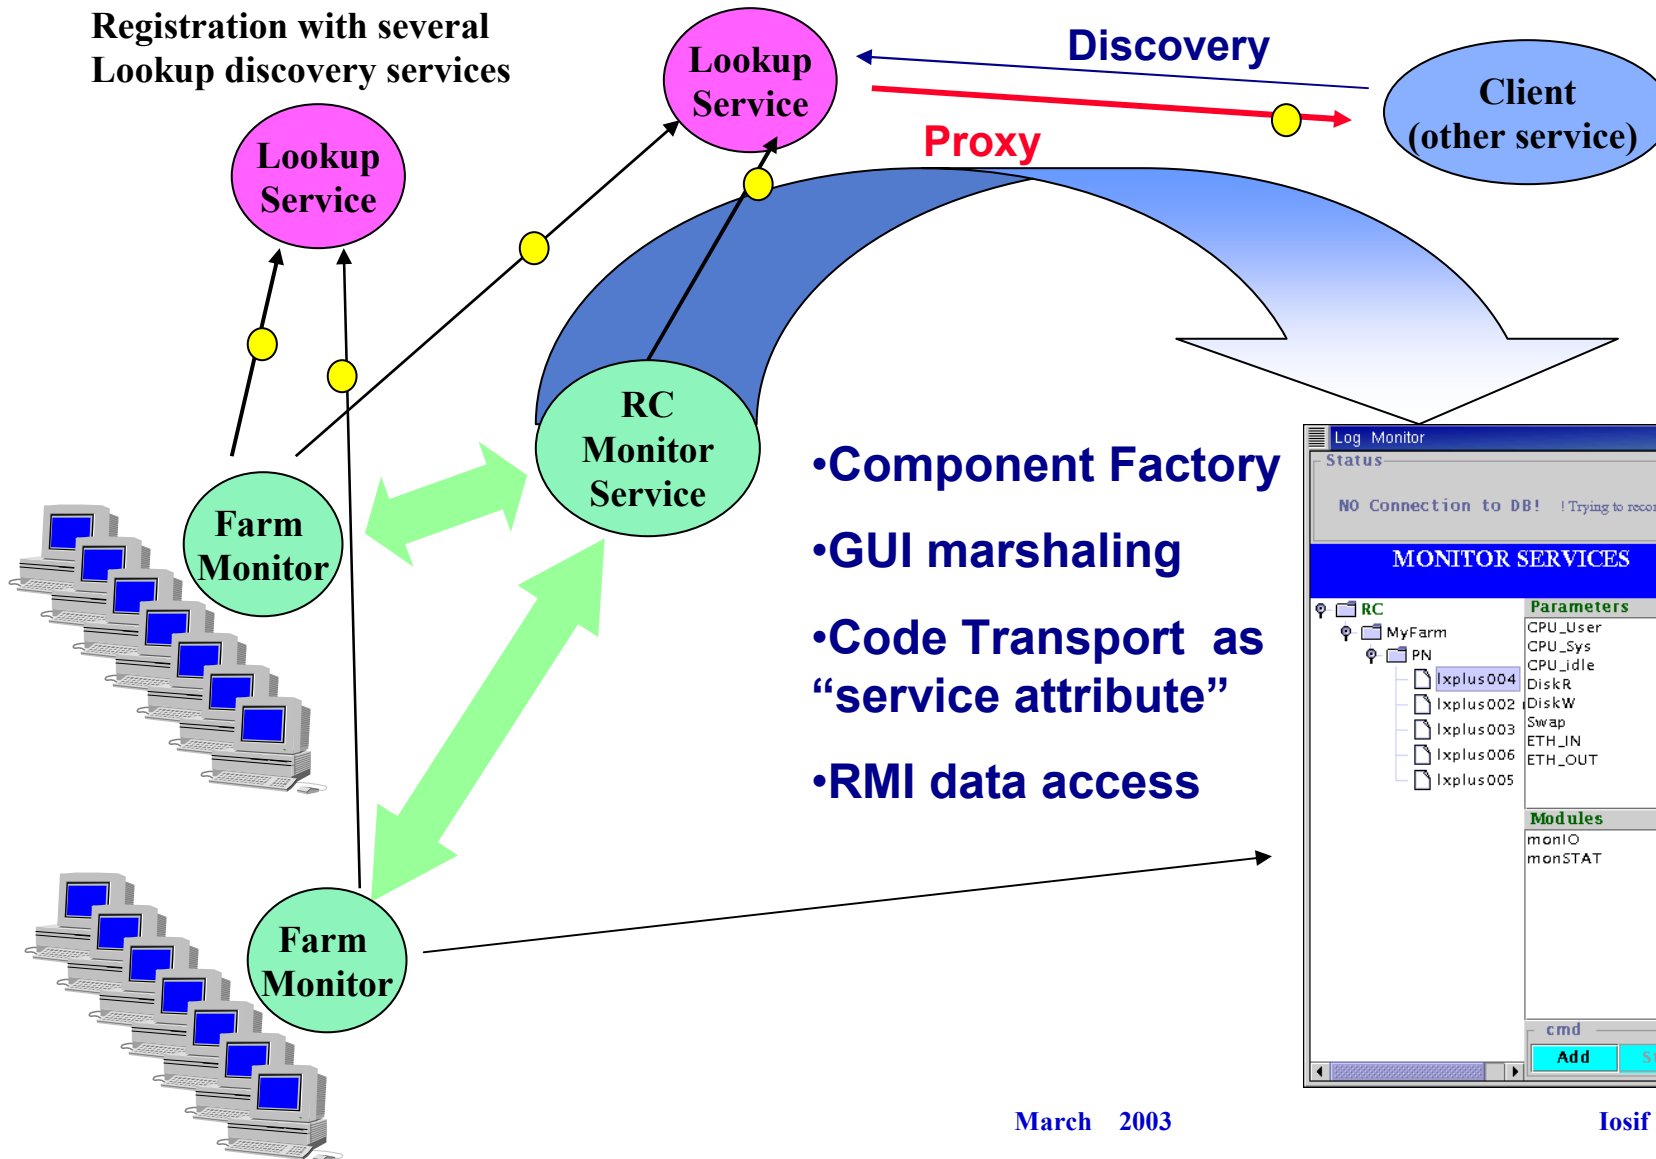 Registration with several
Lookup discovery services
Lookup
Service
Lookup
Service
Discovery
Proxy
Client
(other service)
RC
Monitor
Service
Farm
Monitor
Farm
Monitor
•Component Factory
•GUI marshaling
•Code Transport as
“service attribute”
•RMI data access
Log Monitor
Status
NO Connection to DB! ! Trying to
MONITOR SERVICES
RC
MyFarm
PN
lxplus004
lxplus002
lxplus003
lxplus006
lxplus005
Parameters
CPU_User
CPU_Sys
CPU_idle
DiskR
DiskW
Swap
ETH_IN
ETH_OUT
Modules
monIO
monSTAT
cmd
Add
March 2003
Iosif